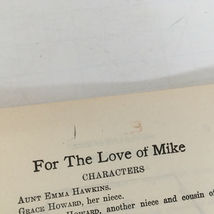 For The Love of Mike
CHARACTERS
AUNT EMMA HAWKINS.
GRACE HOWARD, her niece.
HOWARD, another niece and cousin of